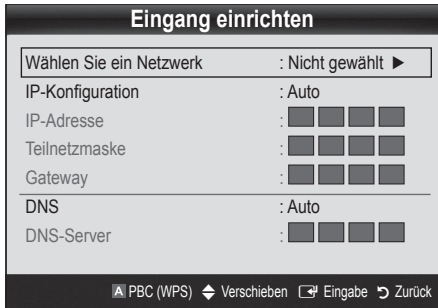 Eingang einrichten
Wählen Sie ein Netzwerk : Nicht gewählt ►
IP-Konfiguration : Auto
IP-Adresse :
Teilnetzmaske :
Gateway :
DNS : Auto
DNS-Server :
A PBC (WPS) Verschieben Eingabe Zurück